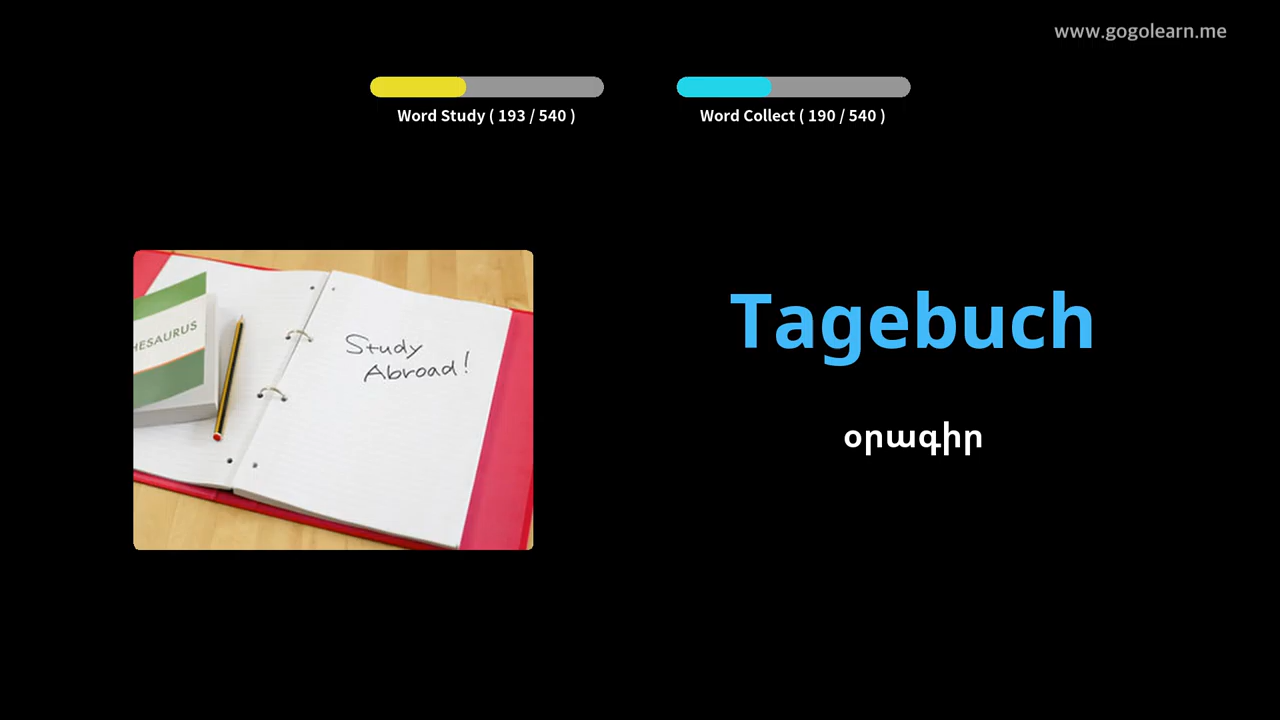 www.gogolearn.me
Word Study ( 193 / 540 )
Word Collect ( 190 / 540 )
HESAURUS
Study
Abroad!
Tagebuch
օրագիր